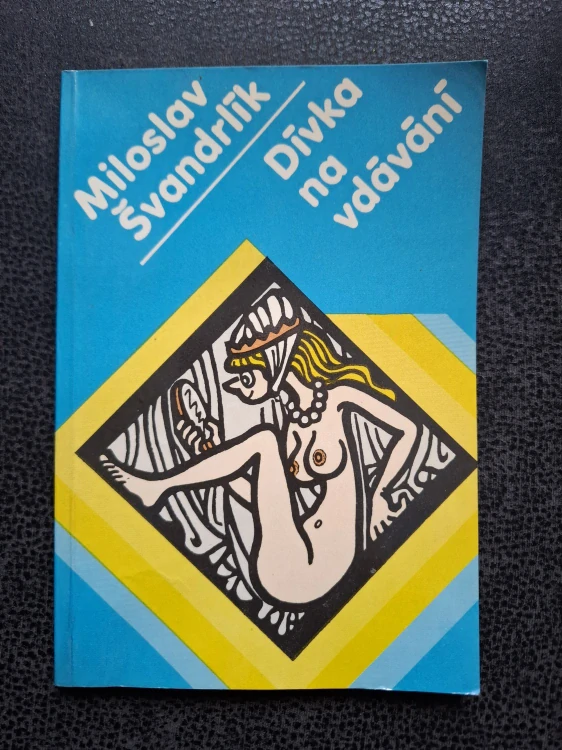 Miloslav
Švandrlík
Dívka
na
vdávání